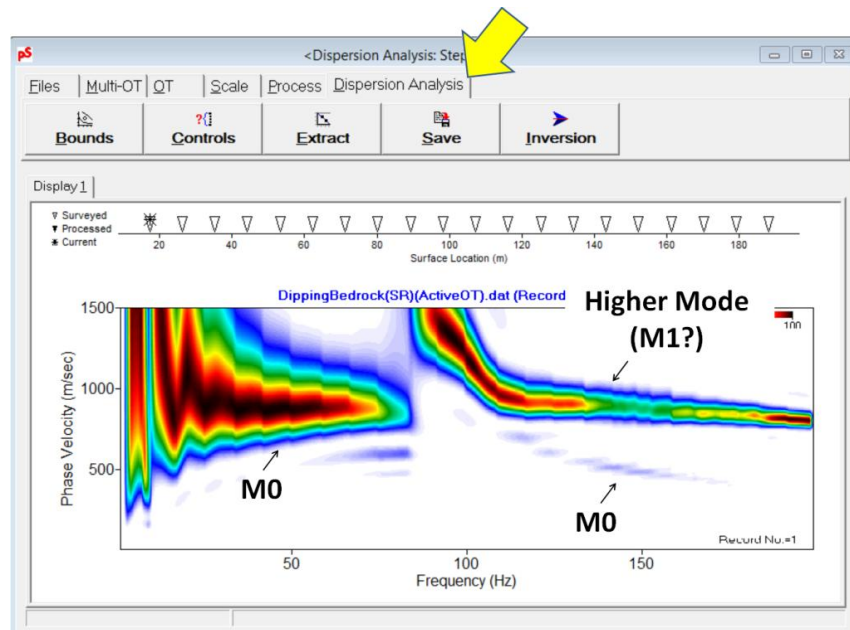 pS
<Dispersion Analysis: Step
Files Multi-OT OT Scale Process Dispersion Analysis
Bounds ?{] Controls Extract Save Inversion
Display 1
Surveyed
Processed
Current
20 40 60 80 100 120 140 160 180
Surface Location (m)
DippingBedrock(SR)(ActiveOT).dat (Record
Higher Mode
(M1?)
100
1500
1000
500
Phase Velocity (m/sec)
M0
M0
Record No.=1
50 100 150
Frequency (Hz)